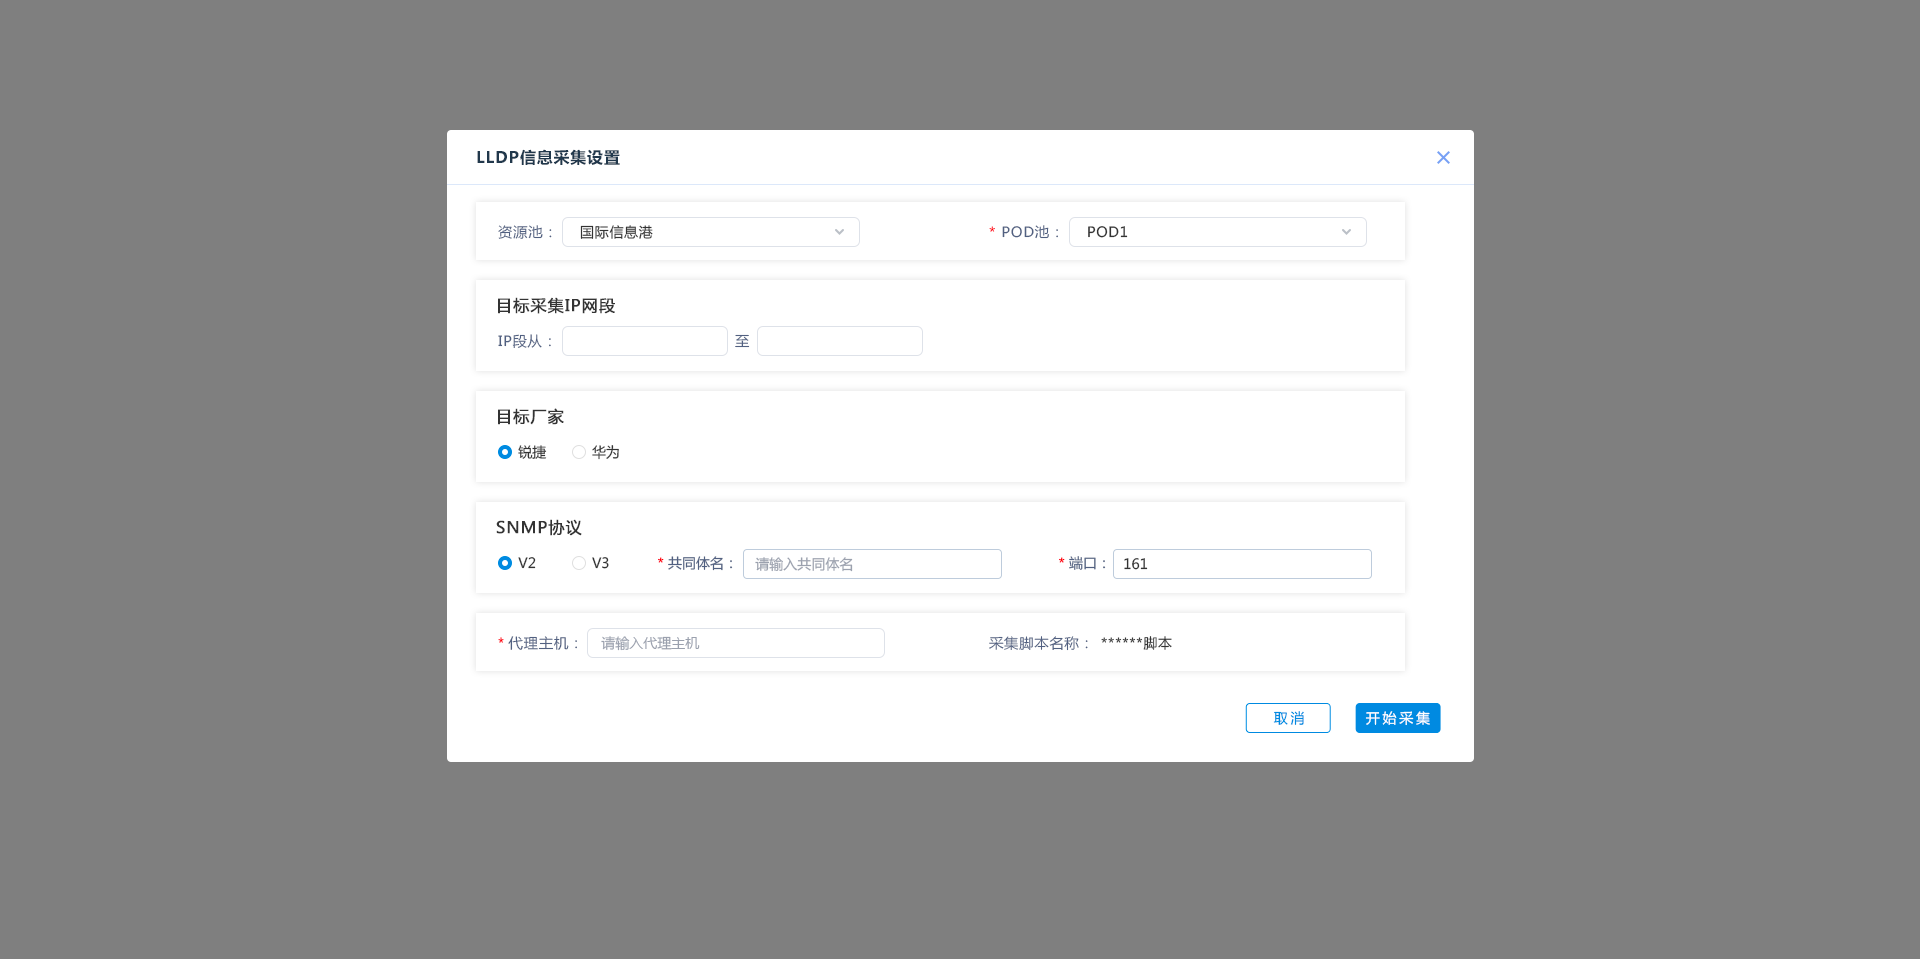 LLDP信息采集设置
资源池： 国际信息港 * POD池： POD1
目标采集IP网段
IP段从： 至
目标厂家
锐捷 华为
SNMP协议
V2 V3 * 共同体名： 请输入共同体名 * 端口： 161
* 代理主机： 请输入代理主机 采集脚本名称： ******脚本
取消 开始采集